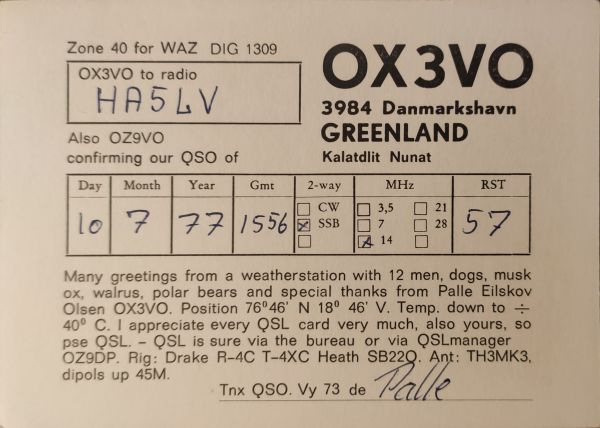 Zone 40 for WAZ DIG 1309
OX3VO
OX3VO to radio
HA5LV
3984 Danmarkshavn
GREENLAND
Kalatdlit Nunat
Also OZ9VO
confirming our QSO of
Day Month Year Gmt 2-way MHz RST
CW 3,5 21
10 7 77 1556 SSB 7 28 57
14
Many greetings from a weatherstation with 12 men, dogs, musk
ox, walrus, polar bears and special thanks from Palle Eilskov
Olsen OX3VO. Position 76⁰46' N 18⁰ 46' V. Temp. down to ÷
40⁰ C. I appreciate every QSL card very much, also yours, so
pse QSL. - QSL is sure via the bureau or via QSLmanager
OZ9DP. Rig: Drake R-4C T-4XC Heath SB220. Ant: TH3MK3,
dipols up 45M.
Tnx QSO. Vy 73 de Palle